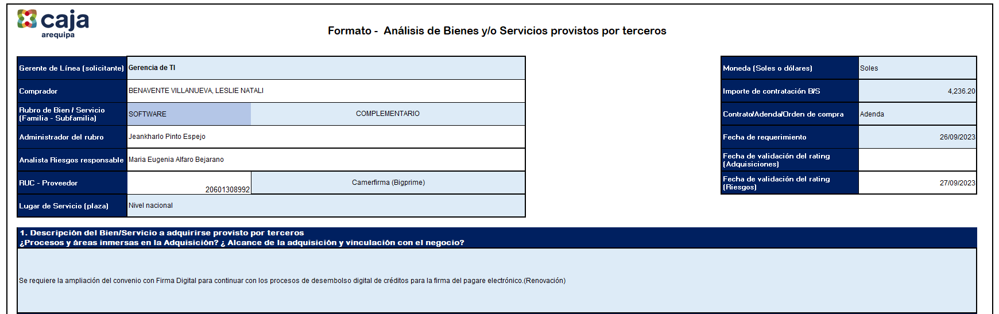 caja
arequipa
Formato -  Análisis de Bienes y/o Servicios provistos por terceros
Gerente de Línea (solicitante) Gerencia de TI
Comprador BENAVENTE VILLANUEVA, LESLIE NATALI
Rubro de Bien / Servicio
(Familia - Subfamilia) SOFTWARE COMPLEMENTARIO
Administrador del rubro Jeankharlo Pinto Espejo
Analista Riesgos responsable Maria Eugenia Alfaro Bejarano
RUC - Proveedor 20601308992 Camerfirma (Bigprime)
Lugar de Servicio (plaza) Nivel nacional
Moneda (Soles o dólares) Soles
Importe de contratación B/S 4,236.20
Contrato/Adenda/Orden de compra Adenda
Fecha de requerimiento 26/09/2023
Fecha de validación del rating
(Adquisiciones)
Fecha de validación del rating
(Riesgos) 27/09/2023
1. Descripción del Bien/Servicio a adquirirse provisto por terceros
¿Procesos y áreas inmersas en la Adquisición? ¿ Alcance de la adquisición y vinculación con el negocio?
Se requiere la ampliación del convenio con Firma Digital para continuar con los procesos de desembolso digital de créditos para la firma del pagare electrónico.(Renovación)